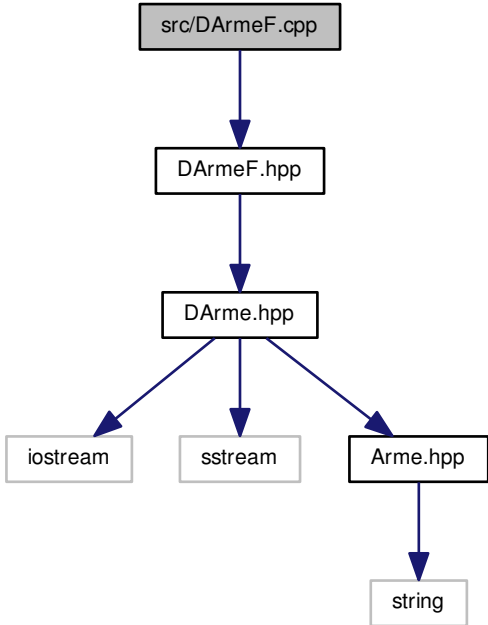 src/DArmeF.cpp
DArmeF.hpp
DArme.hpp
iostream
sstream
Arme.hpp
string